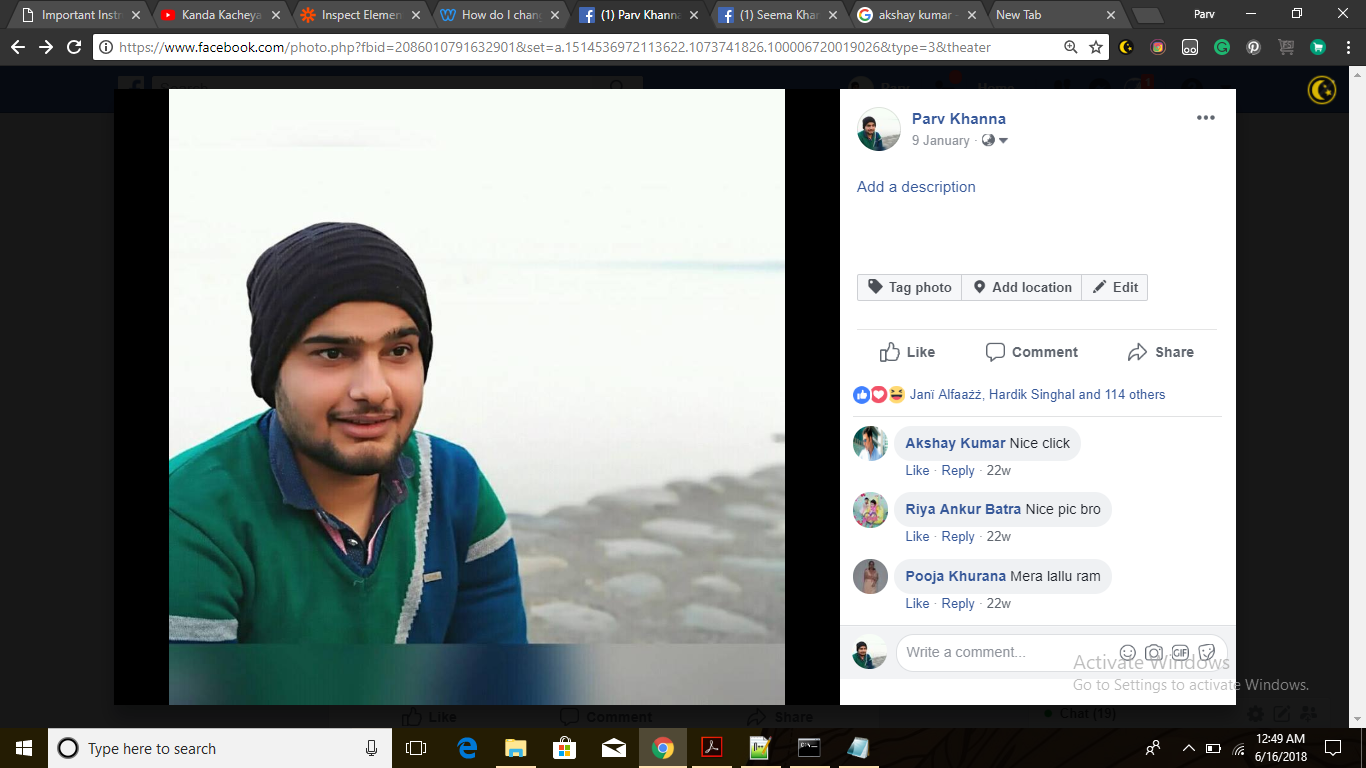 Important Instr
Kanda Kacheya
Inspect Elemen
How do I chang
(1) Parv Khanna
(1) Seema Khan
akshay kumar -
New Tab
Parv
https://www.facebook.com/photo.php?fbid=2086010791632901&set=a.1514536972113622.1073741826.100006720019026&type=3&theater
Parv Khanna
9 January ·
Add a description
Tag photo
Add location
Edit
Like
Comment
Share
Janï Alfaażż, Hardik Singhal and 114 others
Akshay Kumar Nice click
Like · Reply · 22w
Riya Ankur Batra Nice pic bro
Like · Reply · 22w
Pooja Khurana Mera lallu ram
Like · Reply · 22w
Write a comment...
GIF
Activate Windows
Go to Settings to activate Windows.
Like
Comment
Share
Type here to search
12:49 AM
6/16/2018